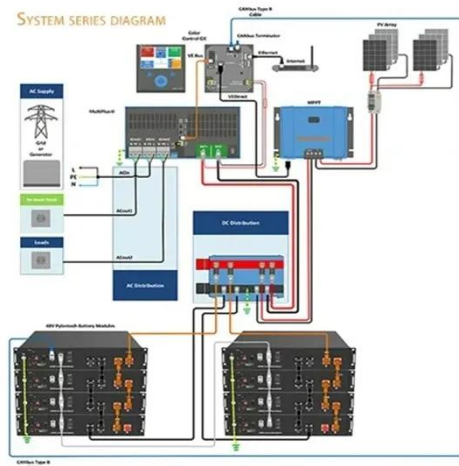 SYSTEM SERIES DIAGRAM
CANbus Type B
Cable
Color
Control GX
CANbus Terminator
PV Array
VE Bus
Ethernet
Internet
VE Direct
AC Supply
MultiPlus-II
MPPT
Grid
or
Generator
L
PE
N
ACin
ACout1
Loads
ACout2
DC Distribution
AC Distribution
48V Pylontech Battery Modules
CANbus Type B